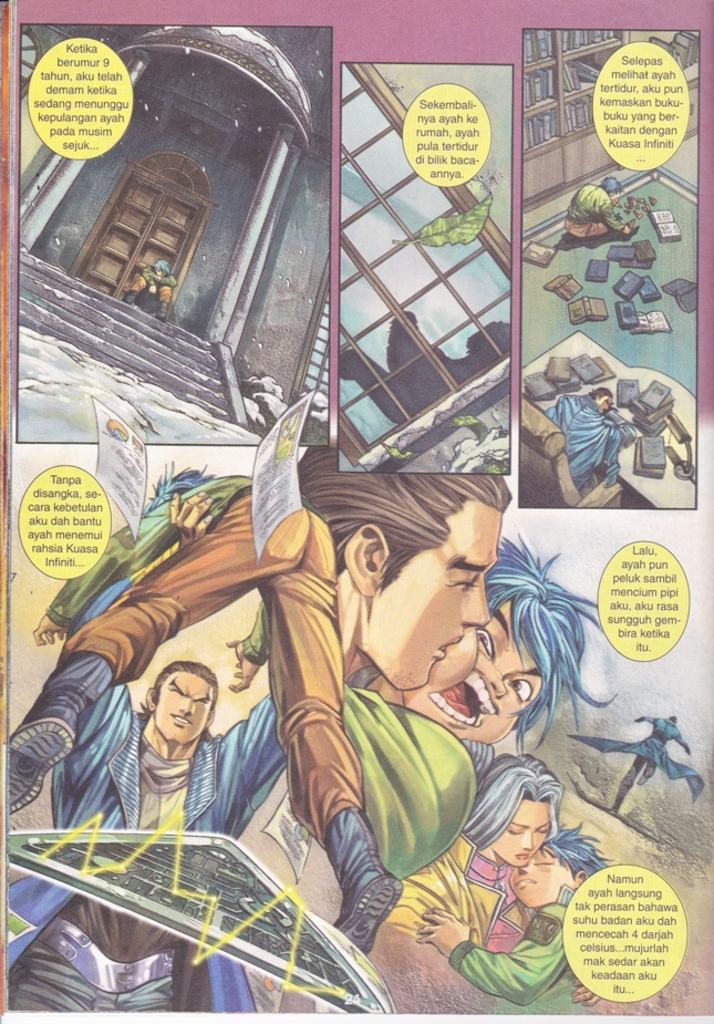 Ketika
berumur 9
tahun, aku telah
demam ketika
sedang menunggu
kepulangan ayah
pada musim
sejuk...
Sekembali-
nya ayah ke
rumah, ayah
pula tertidur
di bilik baca-
annya.
Selepas
melihat ayah
tertidur, aku pun
kemaskan buku-
buku yang ber-
kaitan dengan
Kuasa Infiniti
...
Tanpa
disangka, se-
cara kebetulan
aku dah bantu
ayah menemui
rahsia Kuasa
Infiniti...
Lalu,
ayah pun
peluk sambil
mencium pipi
aku, aku rasa
sungguh gem-
bira ketika
itu.
Namun
ayah langsung
tak perasan bahawa
suhu badan aku dah
mencecah 4 darjah
celsius...mujurlah
mak sedar akan
keadaan aku
itu...
24